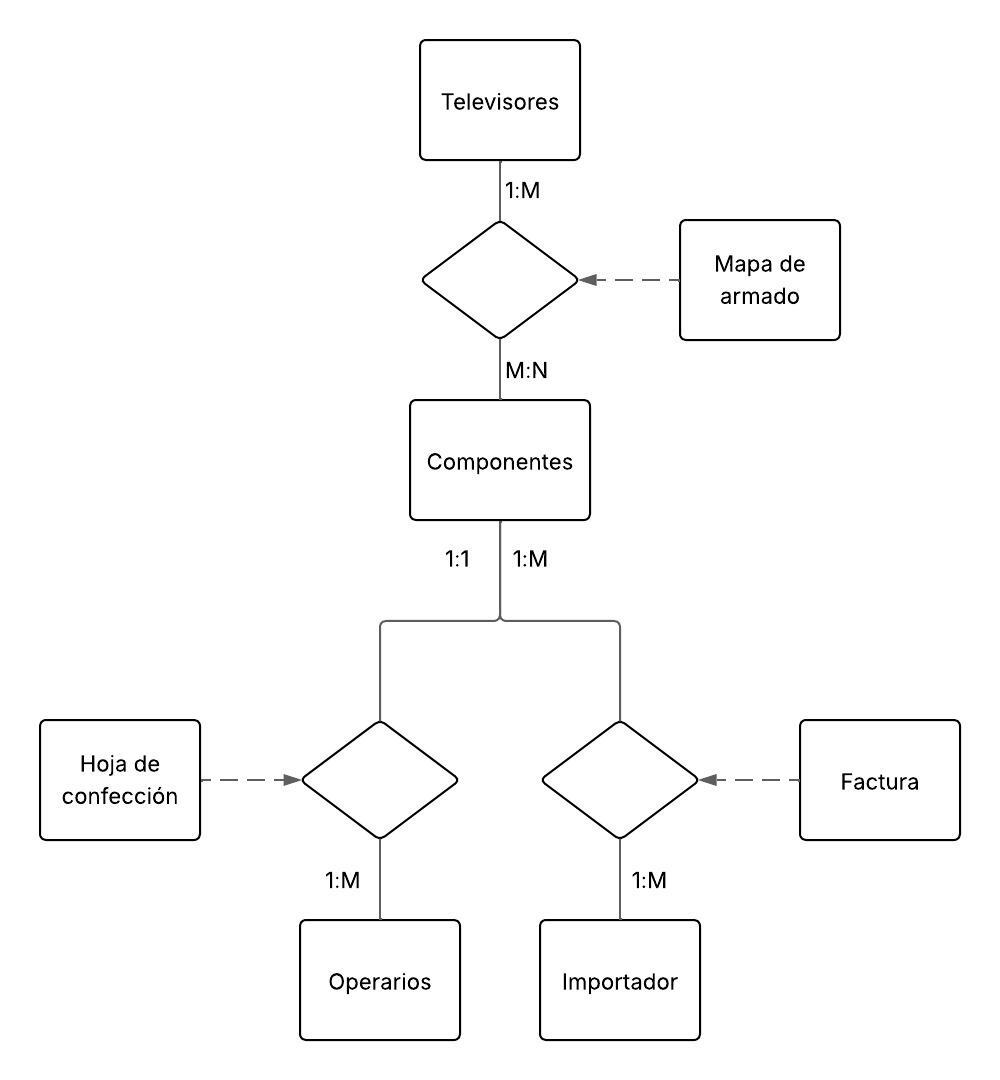 Televisores
1:M
Mapa de
armado
M:N
Componentes
1:1
1:M
Hoja de
confección
Factura
1:M
1:M
Operarios
Importador